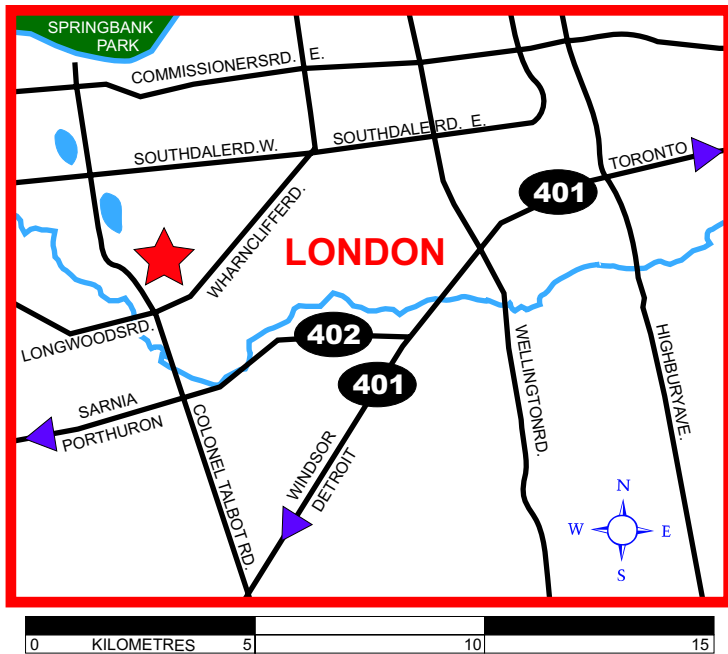 SPRINGBANK
PARK
COMMISSIONERSRD. E.
SOUTHDALERD.W.
SOUTHDALERD. E.
TORONTO
401
WHARNCLIFFERD.
LONDON
LONGWOODSRD.
402
401
WELLINGTONRD.
HIGHBURYAVE.
SARNIA
PORTHURON
COLONEL TALBOT RD.
WINDSOR
DETROIT
N
W E
S
0 KILOMETRES 5 10 15